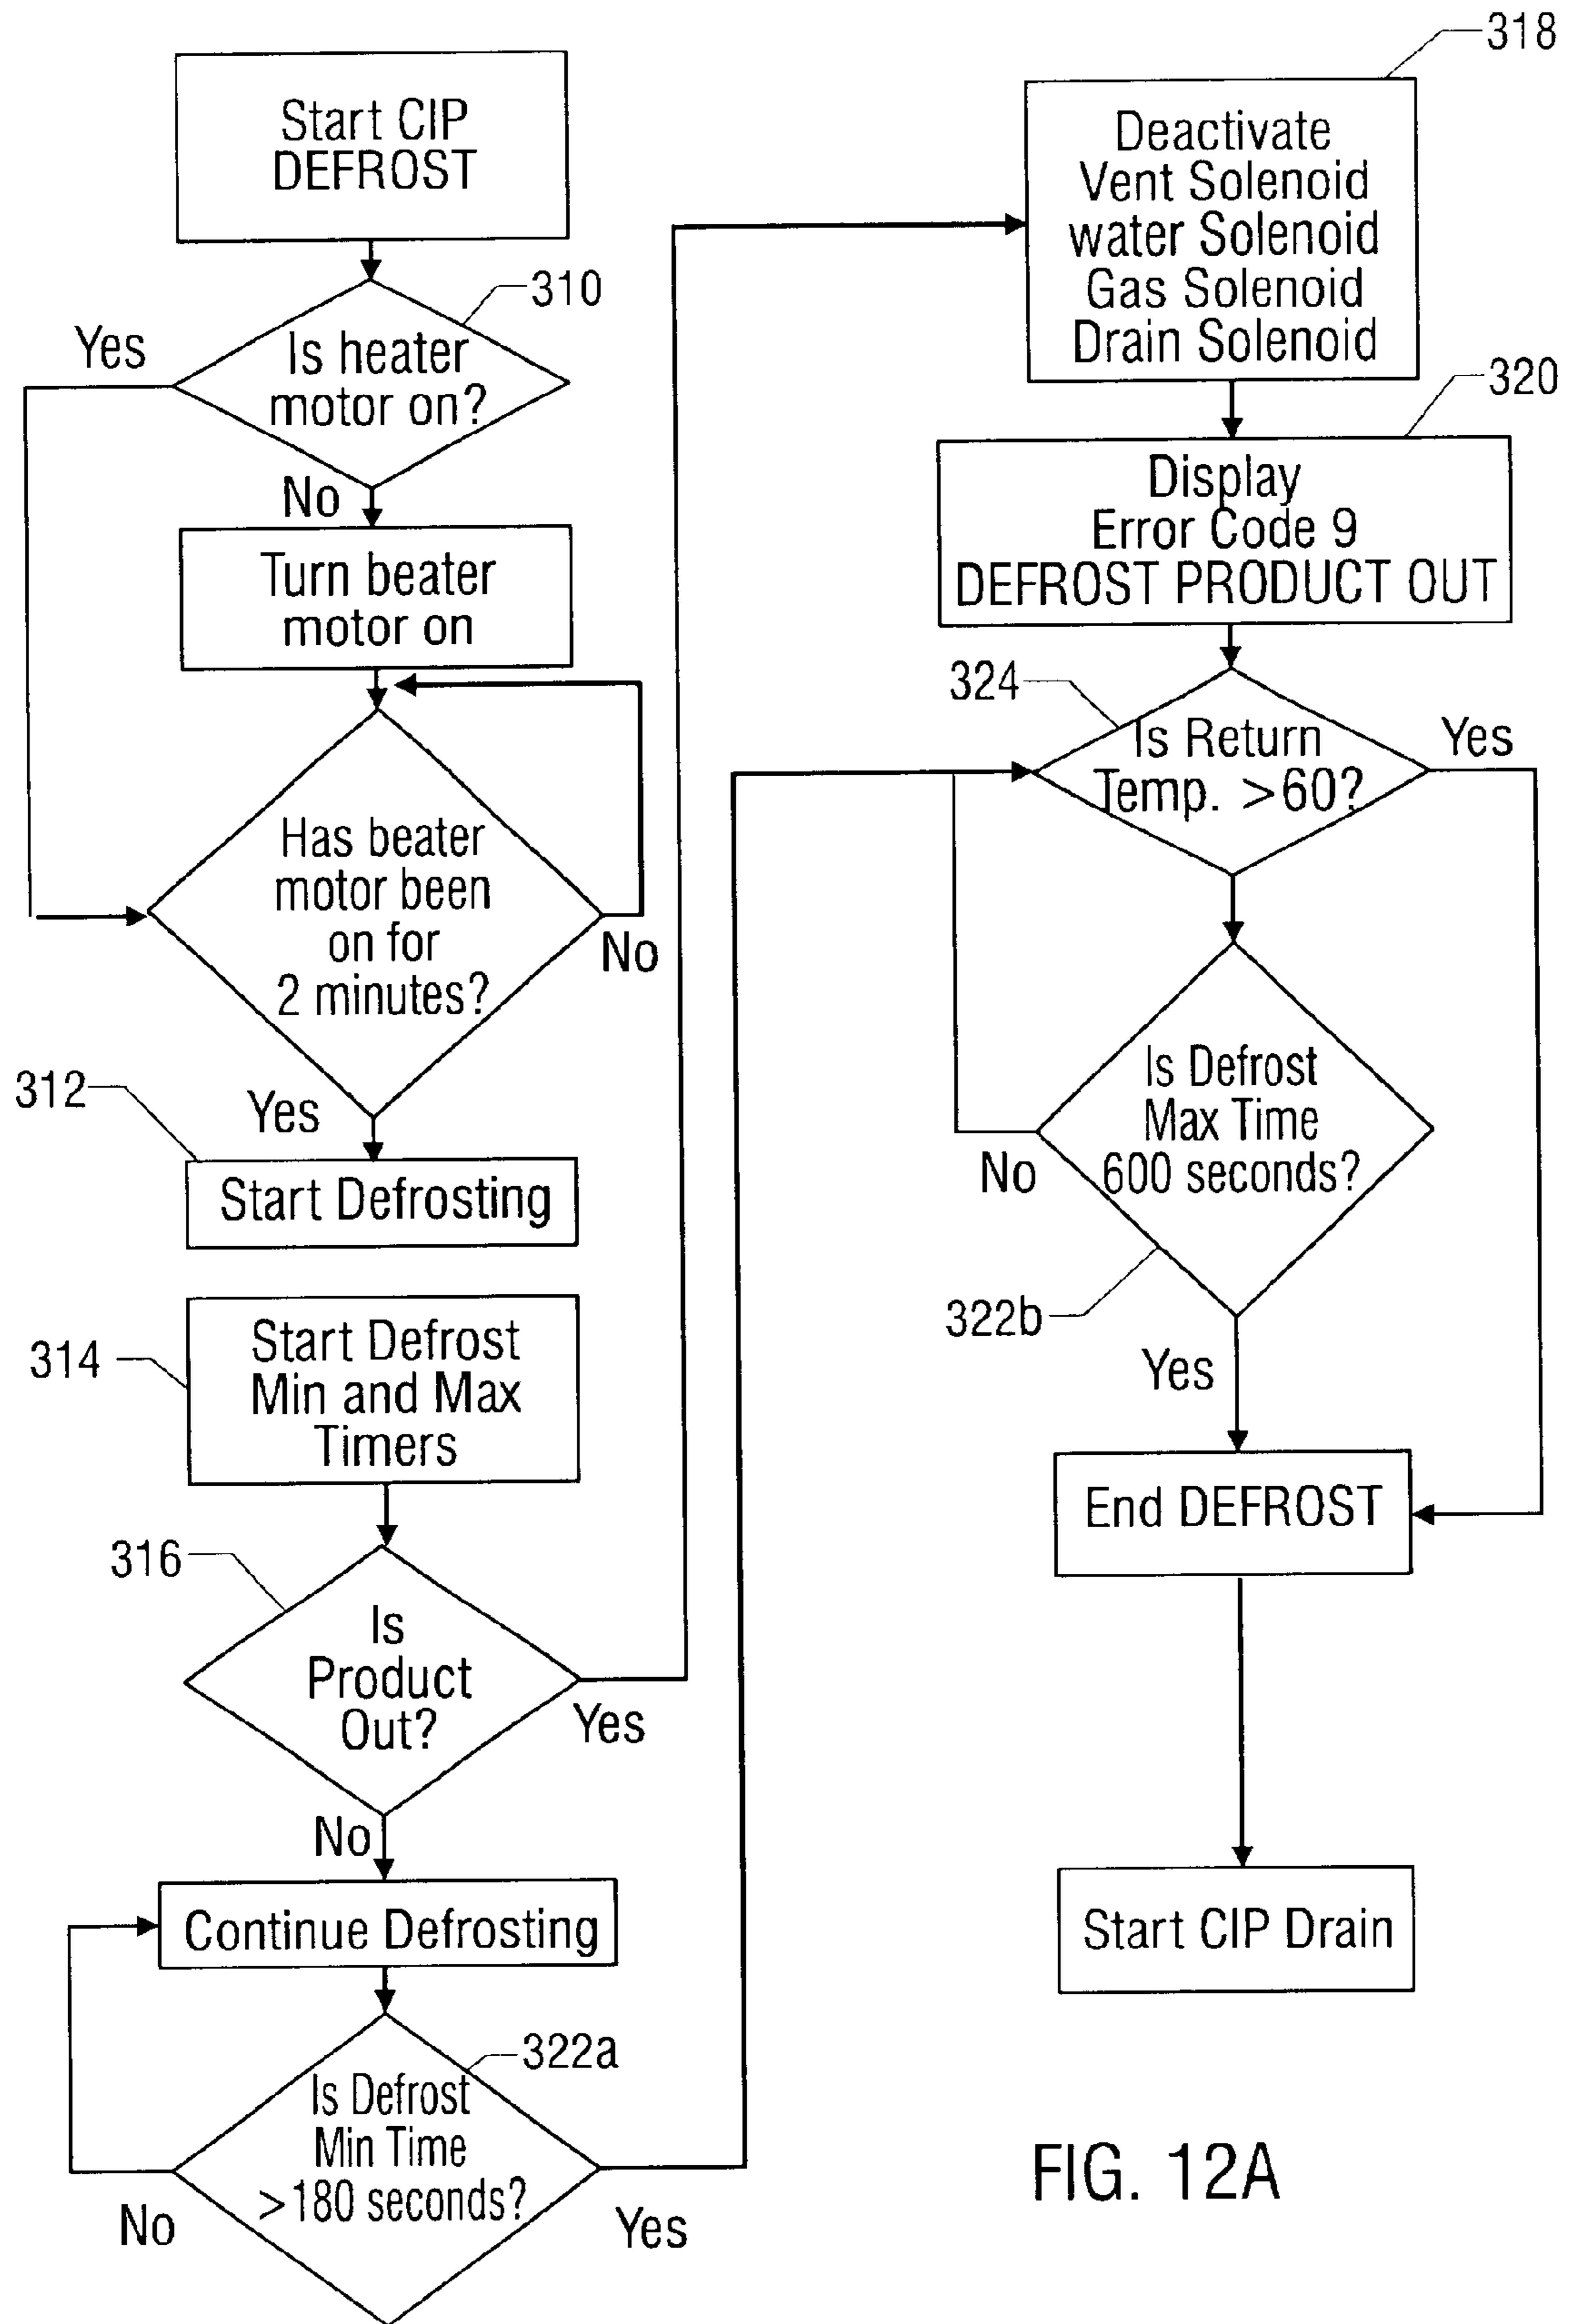 Start CIP
DEFROST
310
Yes
Is heater
motor on?
No
Turn beater
motor on
Has beater
motor been
on for
2 minutes?
No
312
Yes
Start Defrosting
314
Start Defrost
Min and Max
Timers
316
Is
Product
Out?
Yes
No
Continue Defrosting
322a
Is Defrost
Min Time
>180 seconds?
No
Yes
318
Deactivate
Vent Solenoid
water Solenoid
Gas Solenoid
Drain Solenoid
320
Display
Error Code 9
DEFROST PRODUCT OUT
324
Is Return
Temp. >60?
Yes
Is Defrost
Max Time
600 seconds?
No
322b
Yes
End DEFROST
Start CIP Drain
FIG. 12A